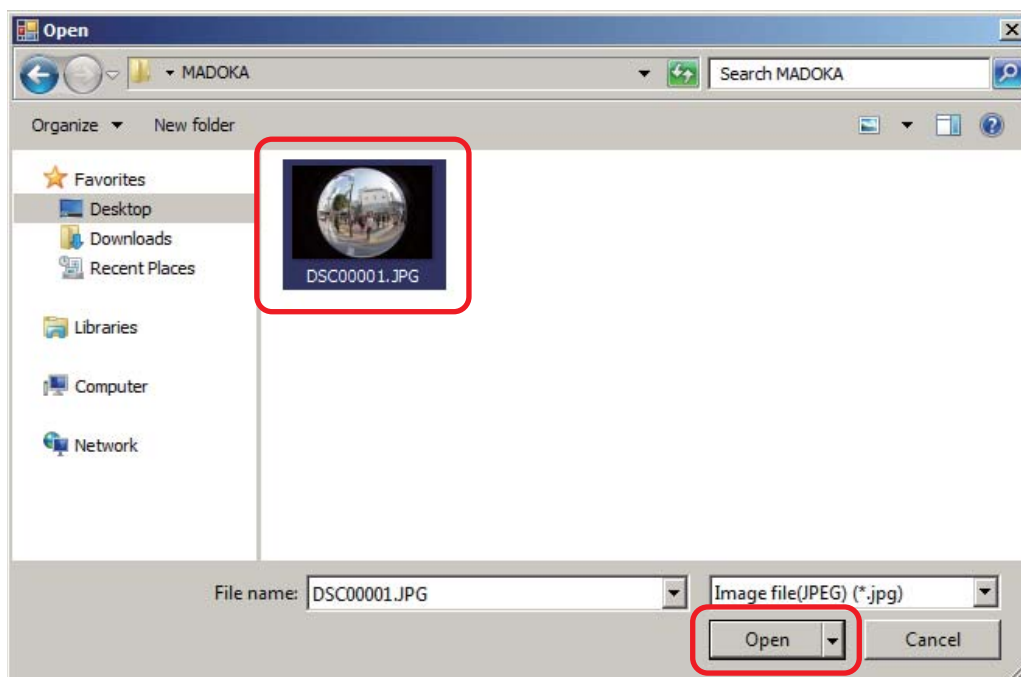 Open
MADOKA
Search MADOKA
Organize New folder
Favorites
Desktop
Downloads
Recent Places
Libraries
Computer
Network
DSC00001.JPG
File name: DSC00001.JPG Image file(JPEG) (*.jpg)
Open Cancel